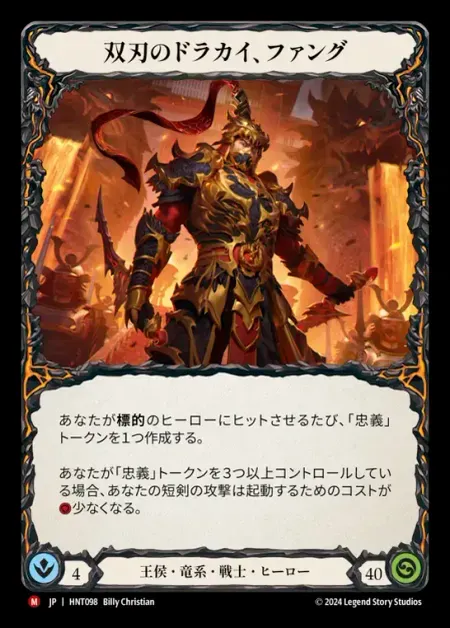 双刃のドラカイ、ファング
あなたが標的のヒーローにヒットさせるたび、「忠義」
トークンを1つ作成する。
あなたが「忠義」トークンを3つ以上コントロールしてい
る場合、あなたの短剣の攻撃は起動するためのコストが
少なくなる。
4
王侯・竜系・戦士・ヒーロー
40
M JP | HNT098 Billy Christian
© 2024 Legend Story Studios